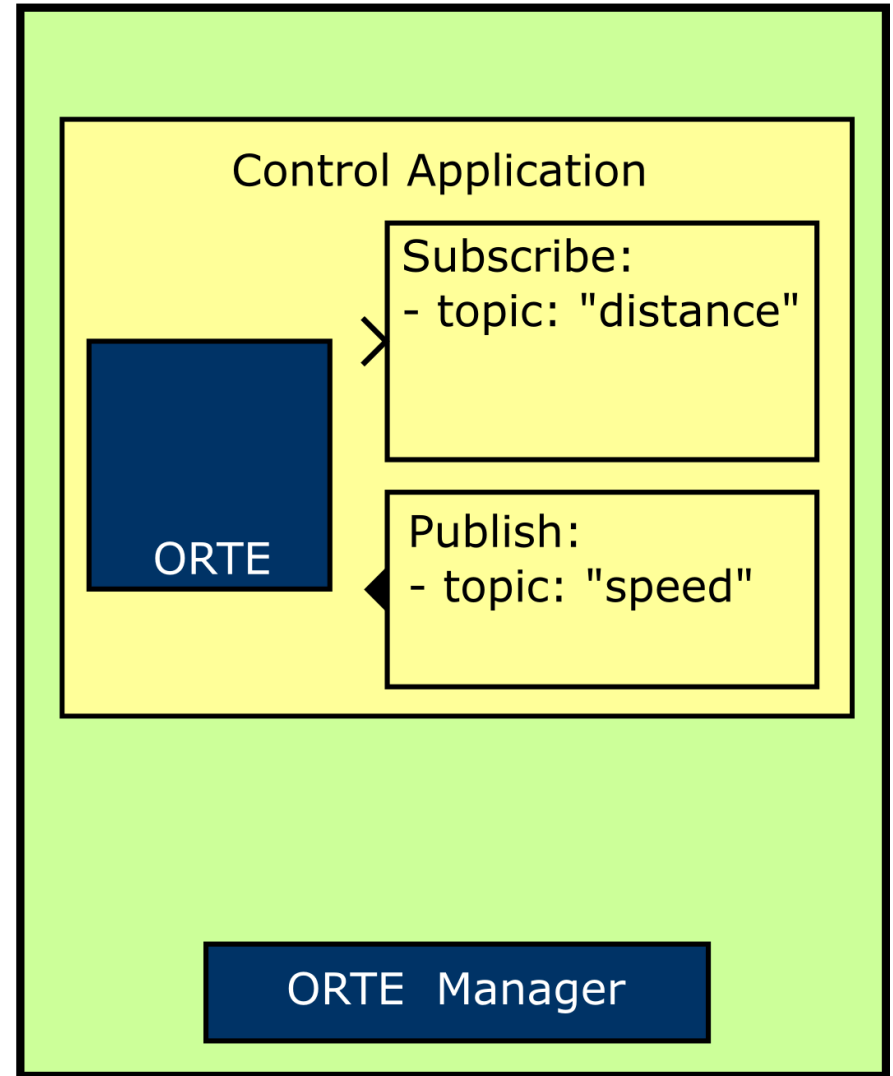 Control Application
Subscribe:
- topic: "distance"
ORTE
Publish:
- topic: "speed"
ORTE Manager